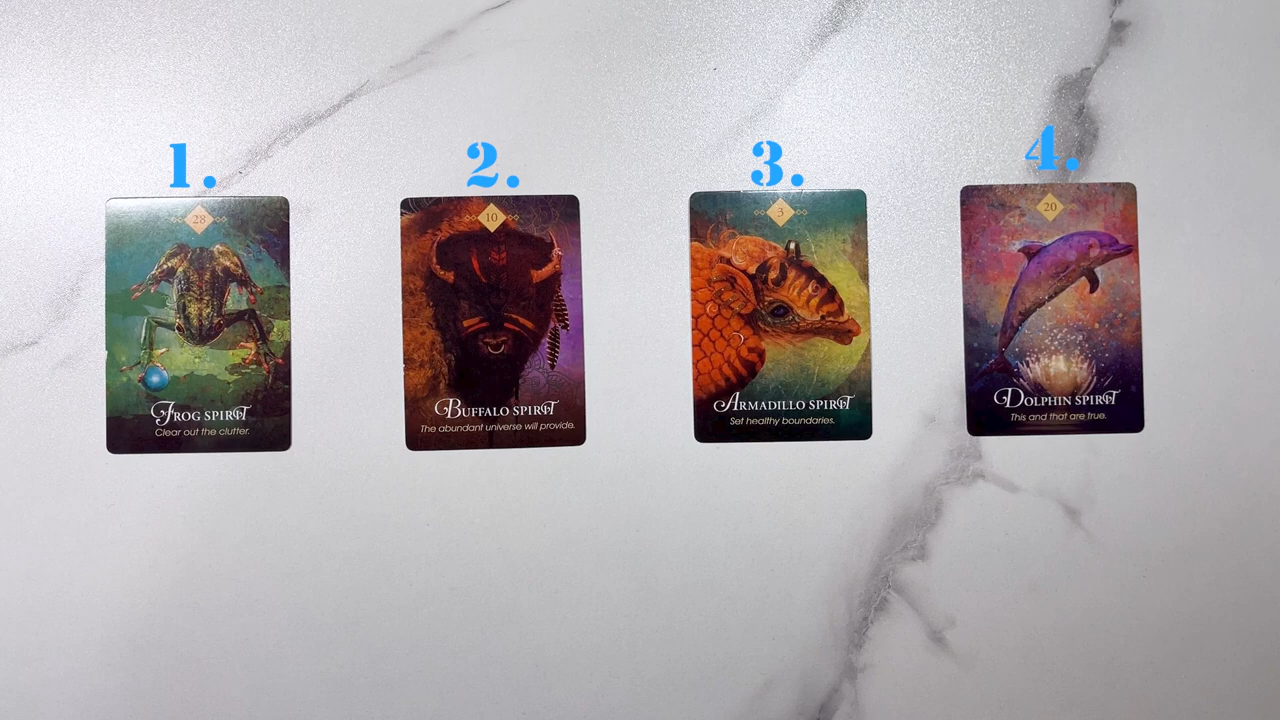 1.
2.
3.
4.
28
FROG SPIRIT
Clear out the clutter.
10
BUFFALO SPIRIT
The abundant universe will provide.
3
ARMADILLO SPIRIT
Set healthy boundaries.
20
DOLPHIN SPIRIT
This and that are true.